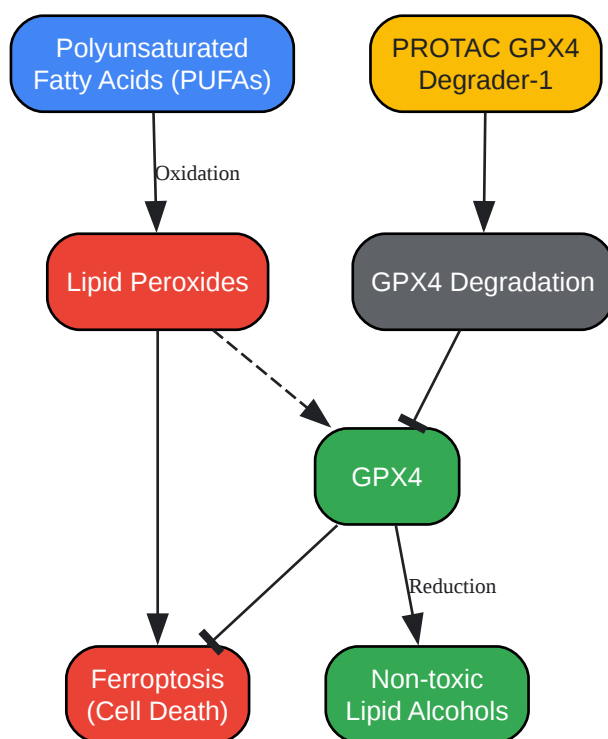 Polyunsaturated
Fatty Acids (PUFAs)
PROTAC GPX4
Degrader-1
Oxidation
Lipid Peroxides
GPX4 Degradation
GPX4
Reduction
Ferroptosis
(Cell Death)
Non-toxic
Lipid Alcohols